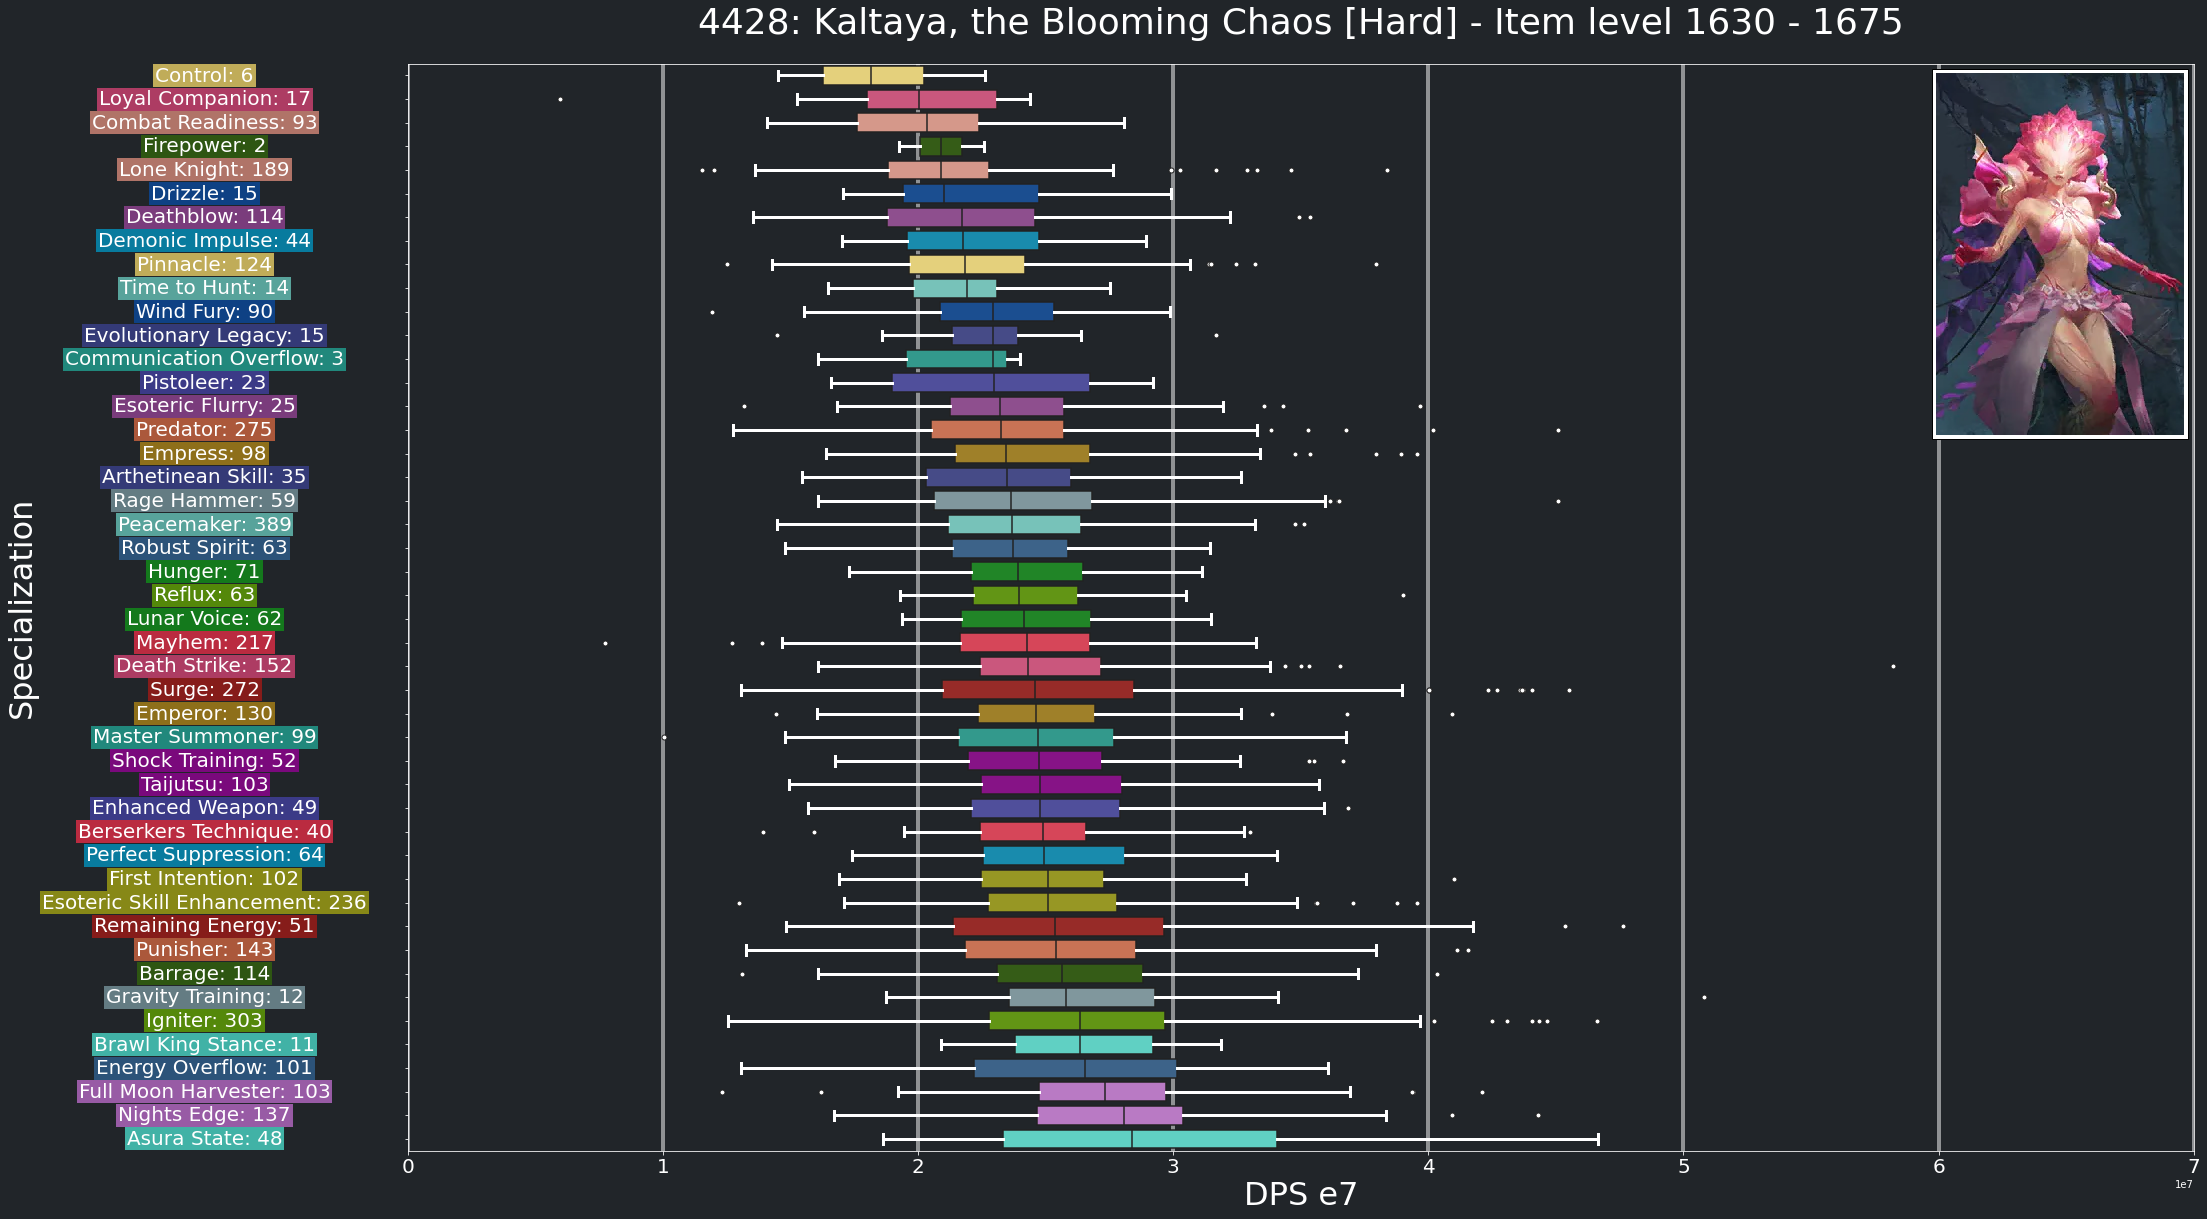 4428: Kaltaya, the Blooming Chaos [Hard] - Item level 1630 - 1675
Specialization
Control: 6
Loyal Companion: 17
Combat Readiness: 93
Firepower: 2
Lone Knight: 189
Drizzle: 15
Deathblow: 114
Demonic Impulse: 44
Pinnacle: 124
Time to Hunt: 14
Wind Fury: 90
Evolutionary Legacy: 15
Communication Overflow: 3
Pistoleer: 23
Esoteric Flurry: 25
Predator: 275
Empress: 98
Arthetinean Skill: 35
Rage Hammer: 59
Peacemaker: 389
Robust Spirit: 63
Hunger: 71
Reflux: 63
Lunar Voice: 62
Mayhem: 217
Death Strike: 152
Surge: 272
Emperor: 130
Master Summoner: 99
Shock Training: 52
Taijutsu: 103
Enhanced Weapon: 49
Berserkers Technique: 40
Perfect Suppression: 64
First Intention: 102
Esoteric Skill Enhancement: 236
Remaining Energy: 51
Punisher: 143
Barrage: 114
Gravity Training: 12
Igniter: 303
Brawl King Stance: 11
Energy Overflow: 101
Full Moon Harvester: 103
Nights Edge: 137
Asura State: 48
0 1 2 3 4 5 6 7
1e7
DPS e7